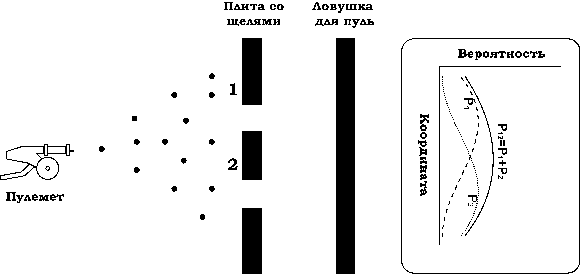 Плита со
щелями
Ловушка
для пуль
1
2
Пулемет
Вероятность
Координата
P₁
P₂
P₁₂=P₁+P₂